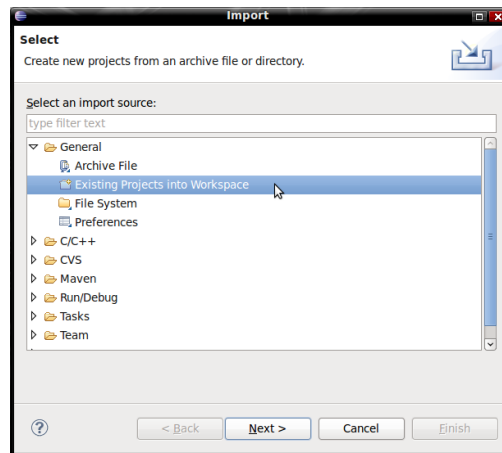 Import
Select
Create new projects from an archive file or directory.
Select an import source:
type filter text
General
Archive File
Existing Projects into Workspace
File System
Preferences
C/C++
CVS
Maven
Run/Debug
Tasks
Team
?
< Back
Next >
Cancel
Finish